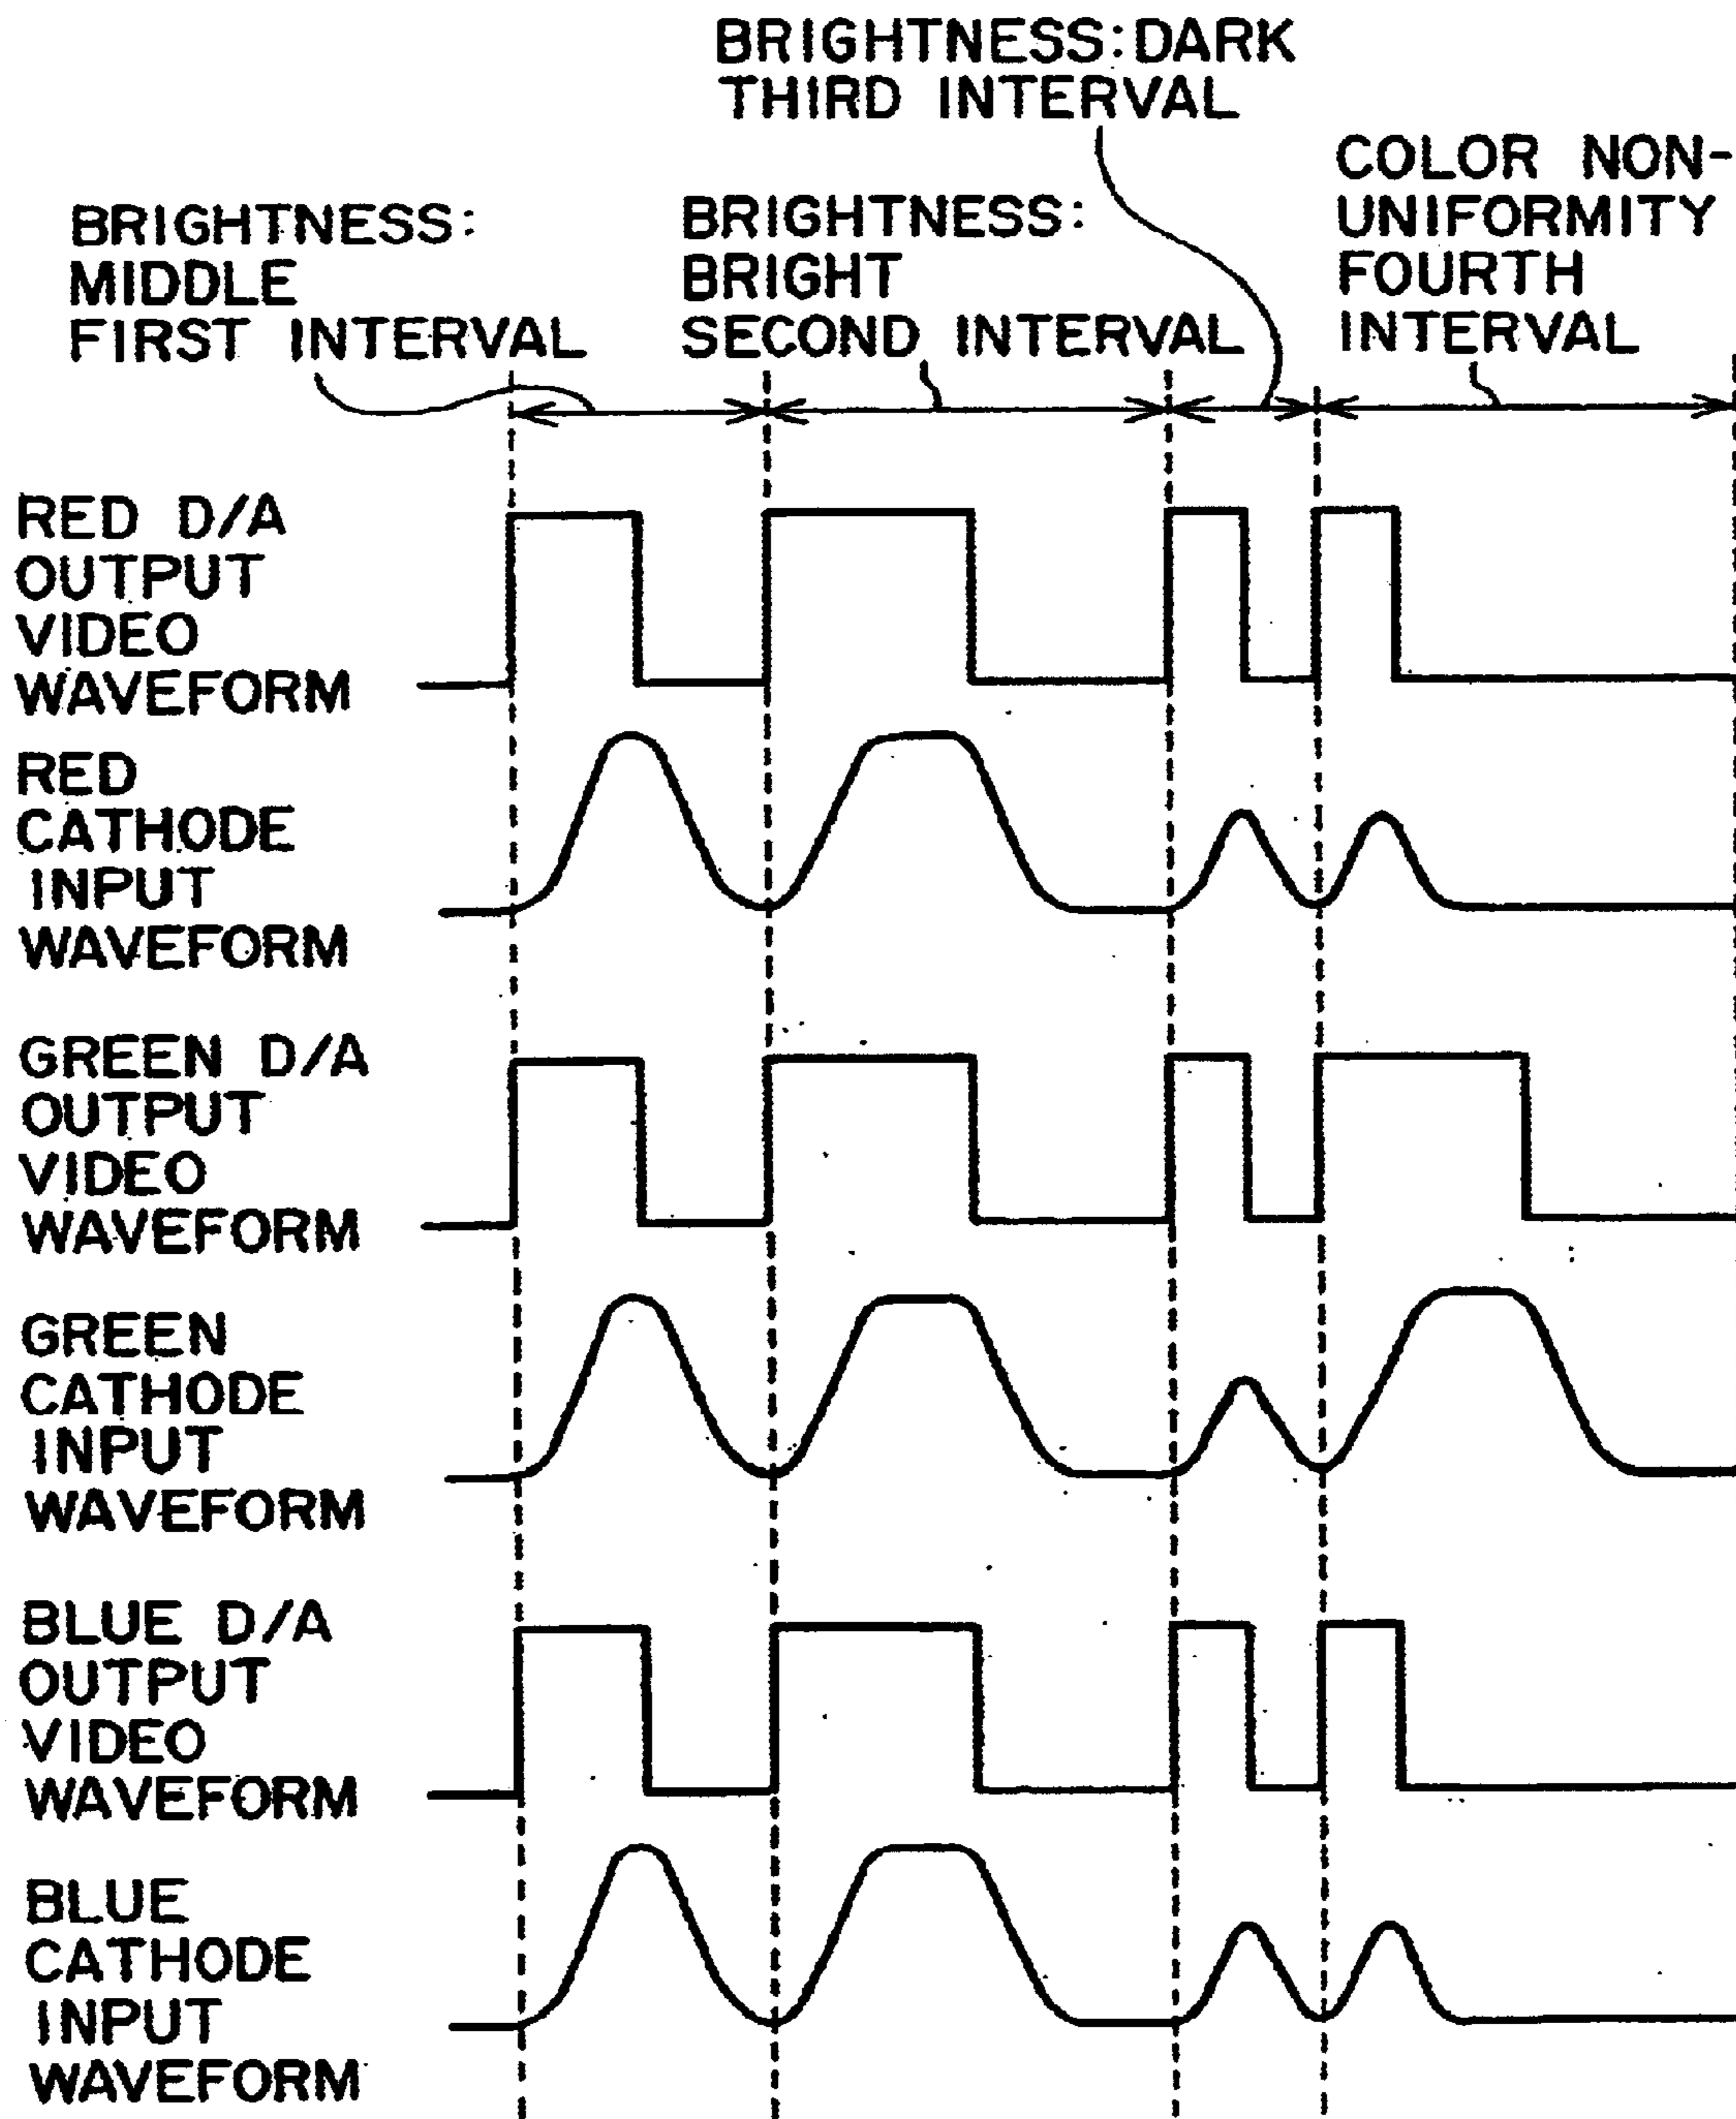 BRIGHTNESS:DARK
THIRD INTERVAL
COLOR NON-
UNIFORMITY
FOURTH
INTERVAL
BRIGHTNESS:
MIDDLE
FIRST INTERVAL
BRIGHTNESS:
BRIGHT
SECOND INTERVAL
RED D/A
OUTPUT
VIDEO
WAVEFORM
RED
CATHODE
INPUT
WAVEFORM
GREEN D/A
OUTPUT
VIDEO
WAVEFORM
GREEN
CATHODE
INPUT
WAVEFORM
BLUE D/A
OUTPUT
VIDEO
WAVEFORM
BLUE
CATHODE
INPUT
WAVEFORM